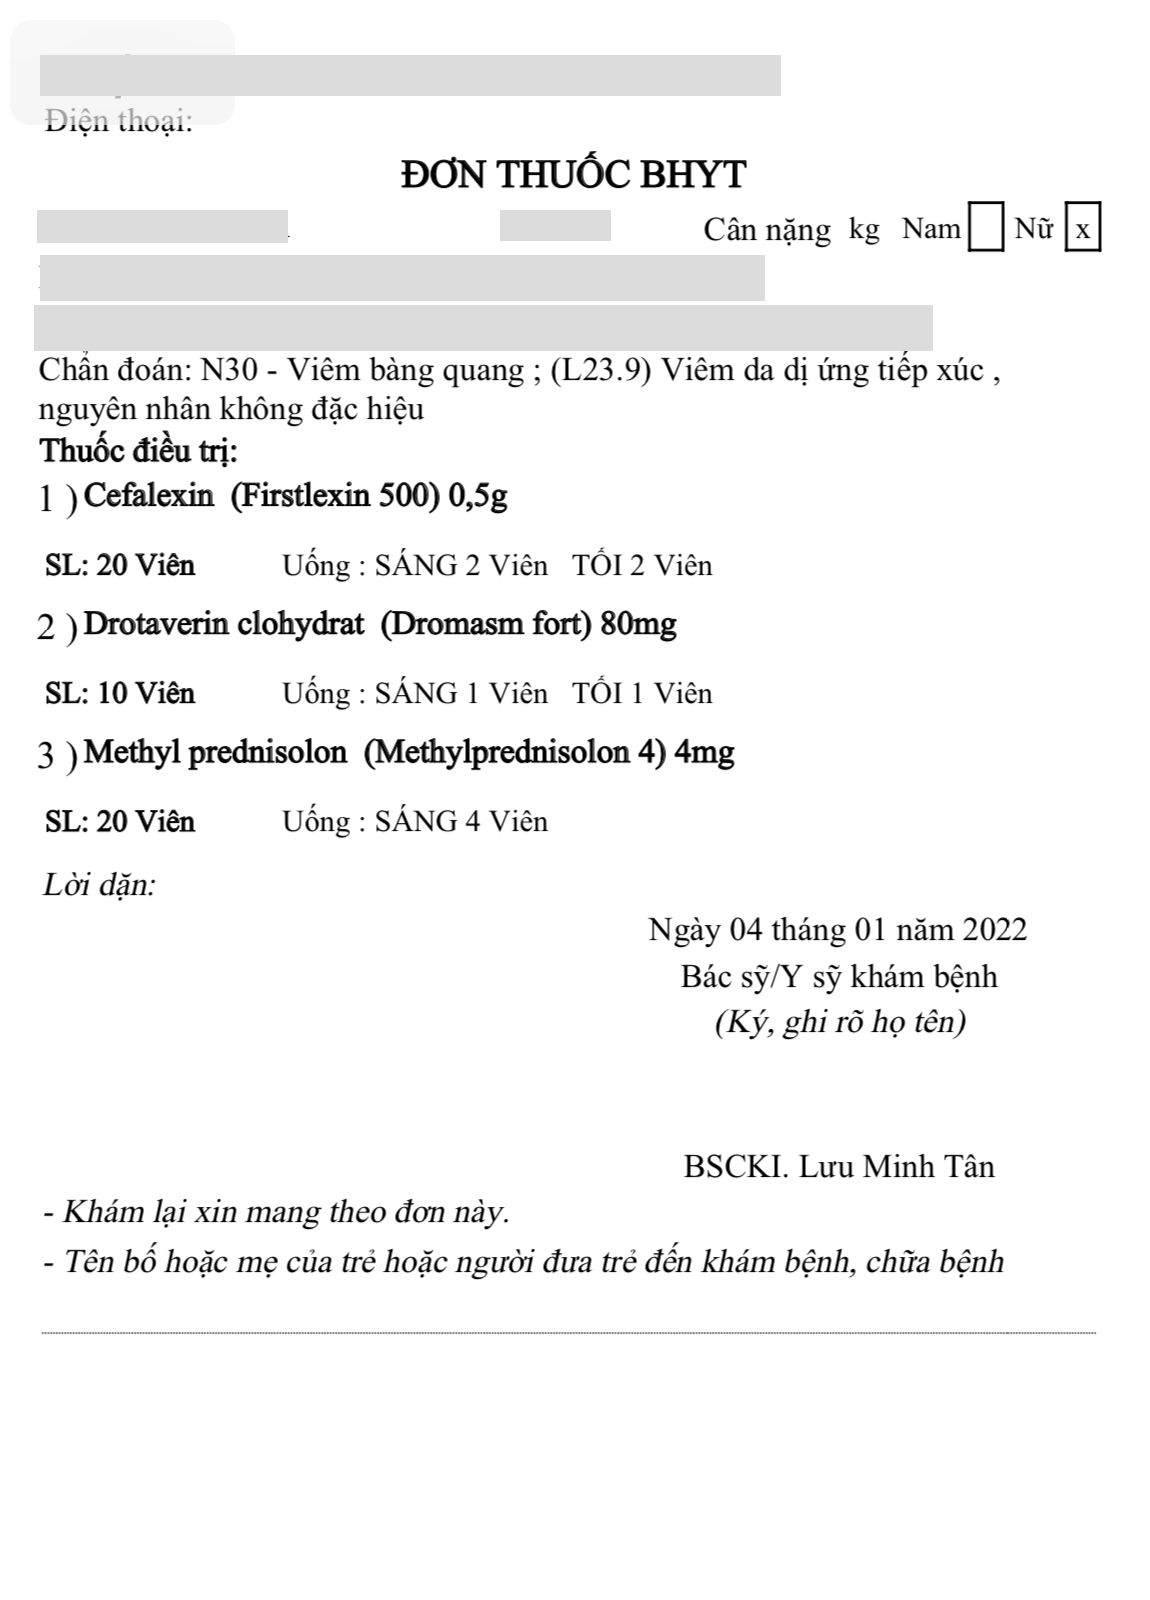 Điện thoại:
ĐƠN THUỐC BHYT
Cân nặng kg Nam Nữ x
Chẩn đoán: N30 - Viêm bàng quang ; (L23.9) Viêm da dị ứng tiếp xúc ,
nguyên nhân không đặc hiệu
Thuốc điều trị:
1 ) Cefalexin (Firstlexin 500) 0,5g
SL: 20 Viên Uống : SÁNG 2 Viên TỐI 2 Viên
2 ) Drotaverin clohydrat (Dromasm fort) 80mg
SL: 10 Viên Uống : SÁNG 1 Viên TỐI 1 Viên
3 ) Methyl prednisolon (Methylprednisolon 4) 4mg
SL: 20 Viên Uống : SÁNG 4 Viên
Lời dặn:
Ngày 04 tháng 01 năm 2022
Bác sỹ/Y sỹ khám bệnh
(Ký, ghi rõ họ tên)
BSCKI. Lưu Minh Tân
- Khám lại xin mang theo đơn này.
- Tên bố hoặc mẹ của trẻ hoặc người đưa trẻ đến khám bệnh, chữa bệnh